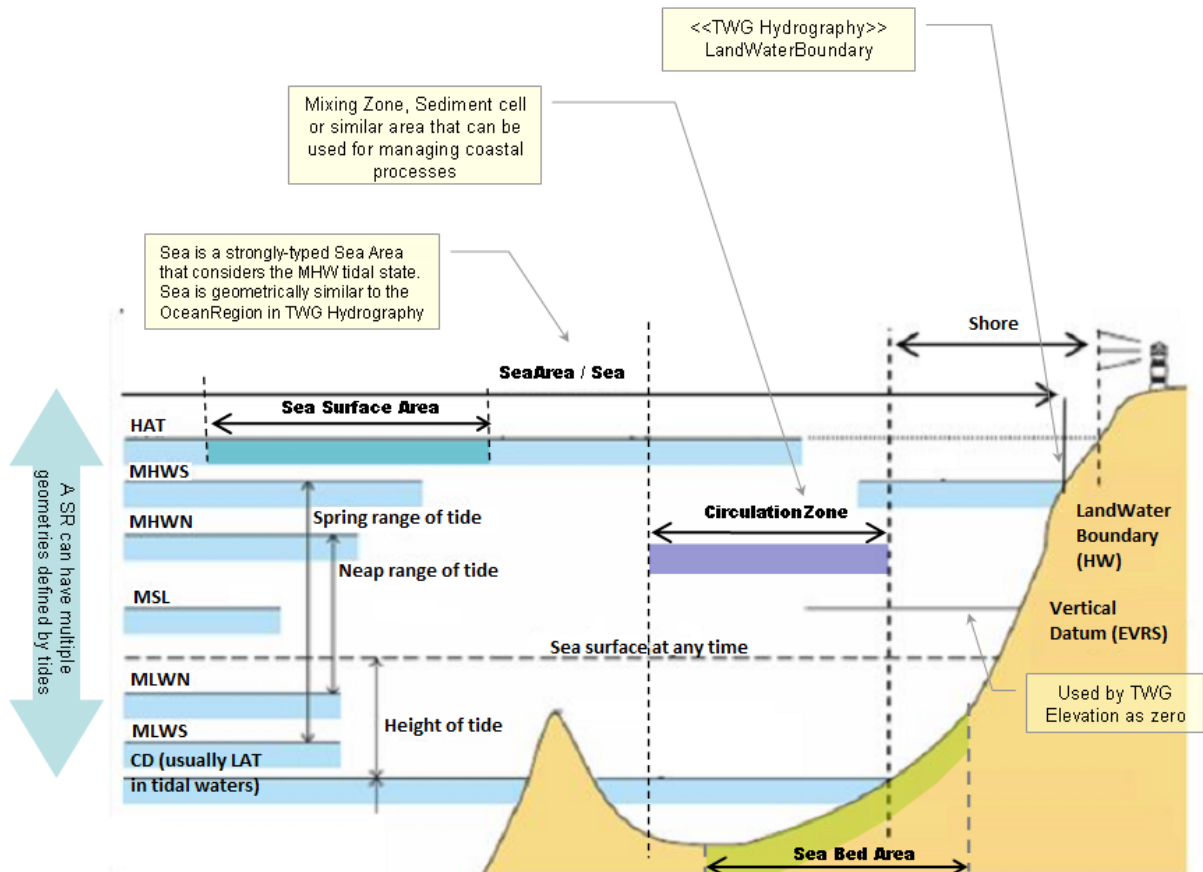 <<TWG Hydrography>>
LandWaterBoundary
Mixing Zone, Sediment cell
or similar area that can be
used for managing coastal
processes
Sea is a strongly-typed Sea Area
that considers the MHW tidal state.
Sea is geometrically similar to the
OceanRegion in TWG Hydrography
Shore
SeaArea / Sea
Sea Surface Area
HAT
MHWS
Spring range of tide
MHWN
Neap range of tide
CirculationZone
LandWater
Boundary
(HW)
MSL
Vertical
Datum (EVRS)
Sea surface at any time
MLWN
Used by TWG
Elevation as zero
MLWS
Height of tide
CD (usually LAT
in tidal waters)
Sea Bed Area
A SR can have multiple
geometries defined by tides